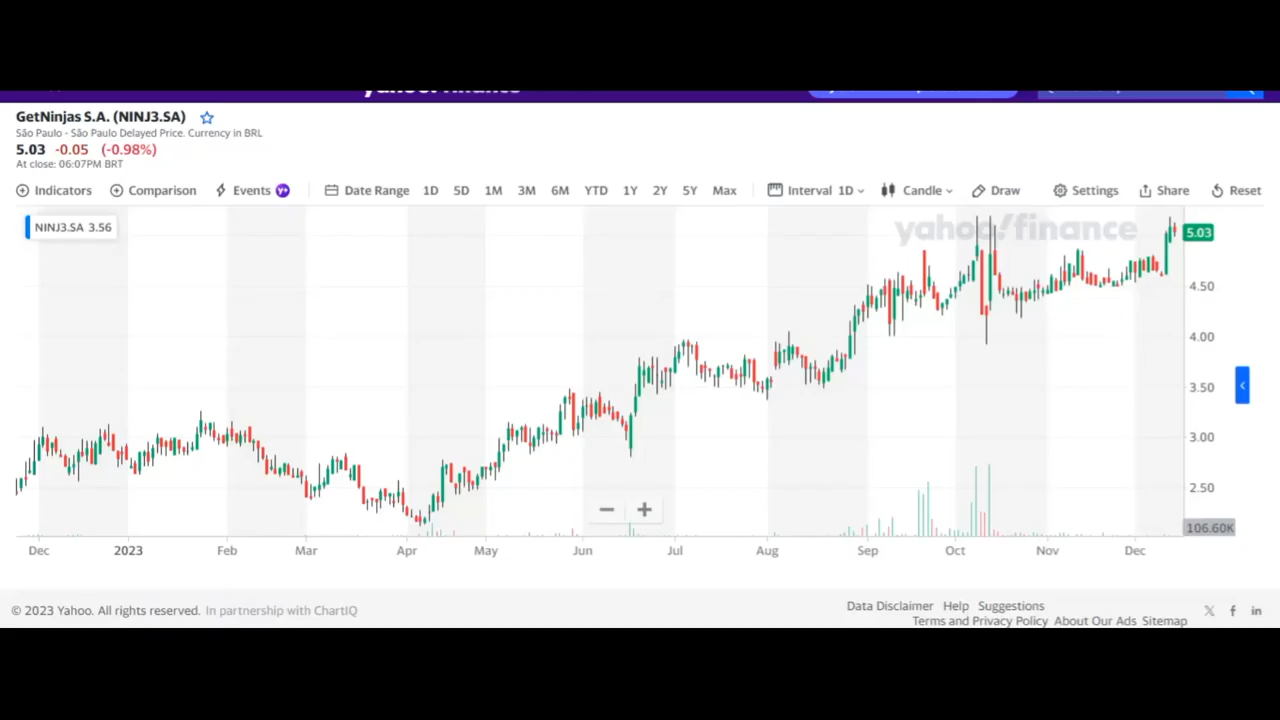 yahoo! finance
GetNinjas S.A. (NINJ3.SA)
São Paulo - São Paulo Delayed Price. Currency in BRL
5.03 -0.05 (-0.98%)
At close: 06:07PM BRT
Indicators Comparison Events Y+ Date Range 1D 5D 1M 3M 6M YTD 1Y 2Y 5Y Max Interval 1D Candle Draw Settings Share Reset
NINJ3.SA 3.56
yahoo!finance
5.03
4.50
4.00
3.50
3.00
2.50
106.60K
Dec 2023 Feb Mar Apr May Jun Jul Aug Sep Oct Nov Dec
© 2023 Yahoo. All rights reserved. In partnership with ChartIQ
Data Disclaimer Help Suggestions
Terms and Privacy Policy About Our Ads Sitemap